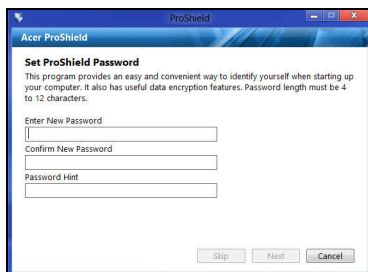 ProShield
Acer ProShield
Set ProShield Password
This program provides an easy and convenient way to identify yourself when starting up
your computer. It also has useful data encryption features. Password length must be 4
to 12 characters.
Enter New Password
Confirm New Password
Password Hint
Skip
Next
Cancel